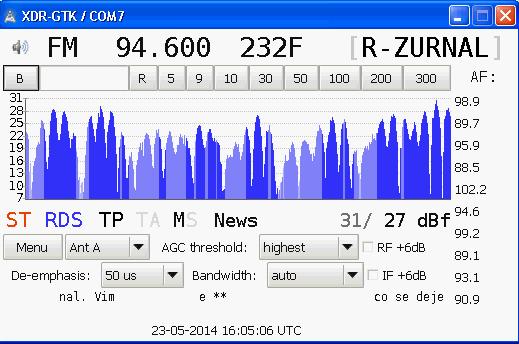 XDR-GTK / COM7
FM 94.600 232F [R-ZURNAL]
B R 5 9 10 30 50 100 200 300 AF:
31
28
25
22
19
16
13
10
7
98.9
89.7
95.9
88.5
102.2
94.6
99.2
89.1
93.1
90.9
ST RDS TP TA MS News 31/ 27 dBf
Menu Ant A AGC threshold: highest RF +6dB
De-emphasis: 50 us Bandwidth: auto IF +6dB
nal. Vim e ** co se deje
23-05-2014 16:05:06 UTC